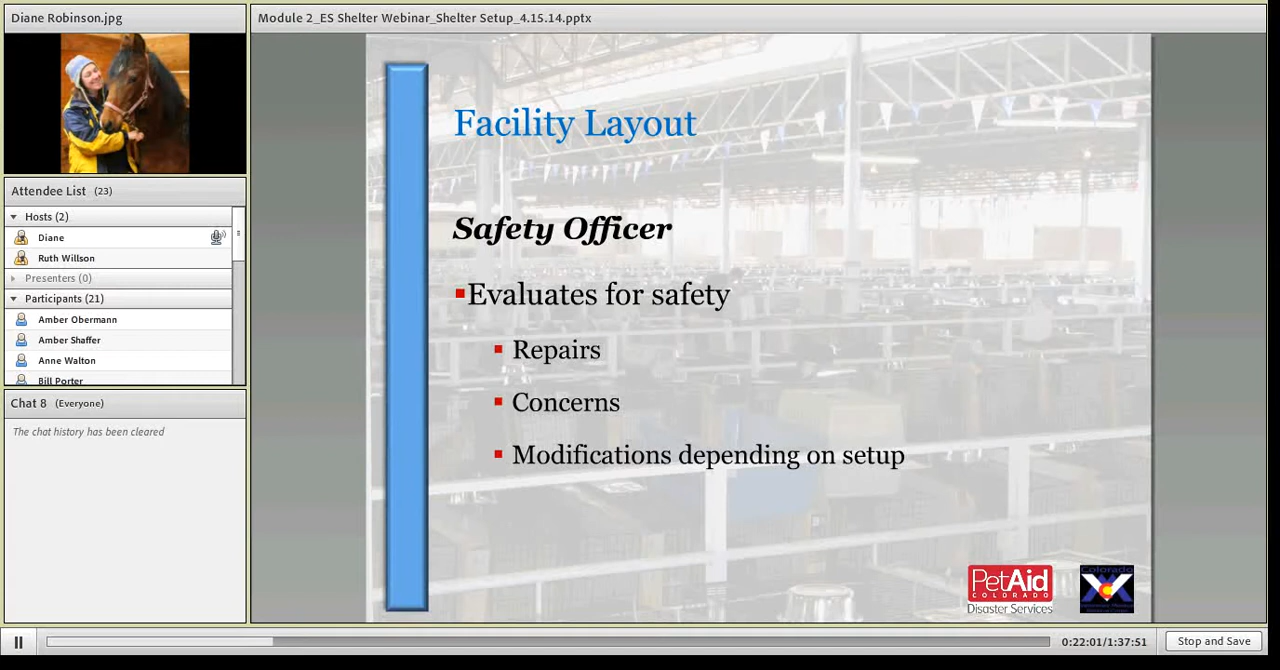 Diane Robinson.jpg
Module 2_ES Shelter Webinar_Shelter Setup_4.15.14.pptx
Attendee List (23)
Hosts (2)
Diane
Ruth Willson
Presenters (0)
Participants (21)
Amber Obermann
Amber Shaffer
Anne Walton
Bill Porter
Chat 8 (Everyone)
The chat history has been cleared
Facility Layout
Safety Officer
Evaluates for safety
Repairs
Concerns
Modifications depending on setup
PetAid
COLORADO
Disaster Services
Colorado
0:22:01/1:37:51
Stop and Save